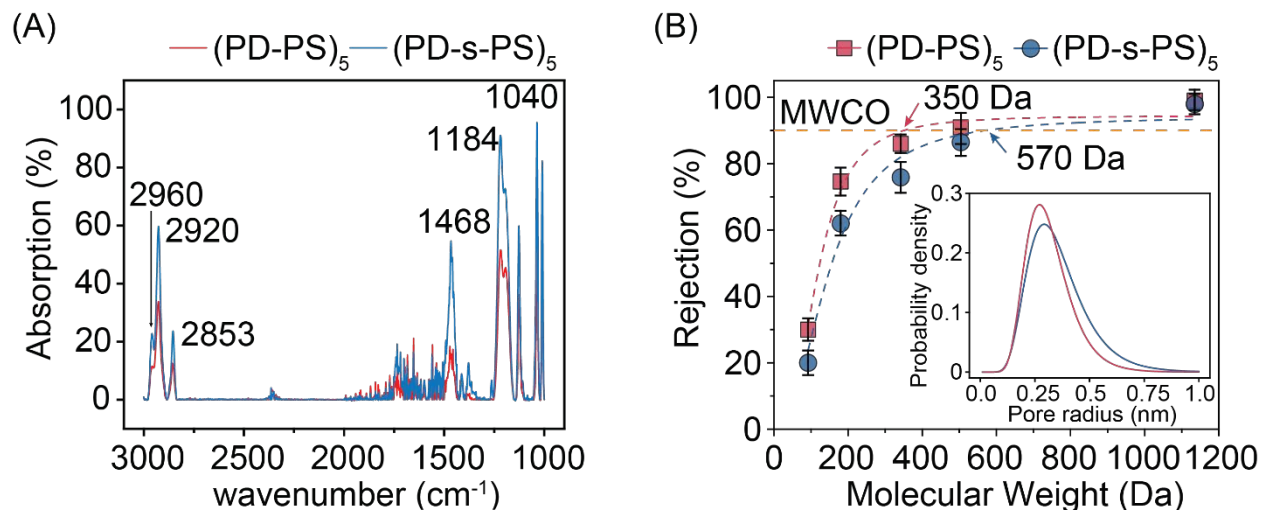 (A)
(PD-PS)₅ (PD-s-PS)₅
100
80
60
40
20
0
Absorption (%)
2960
2920
2853
1468
1184
1040
3000 2500 2000 1500 1000
wavenumber (cm⁻¹)
(B)
(PD-PS)₅ (PD-s-PS)₅
100
80
60
40
20
0
Rejection (%)
MWCO
350 Da
570 Da
0.3
0.2
0.1
0
Probability density
0.0 0.25 0.5 0.75 1.0
Pore radius (nm)
0 200 400 600 800 1000 1200
Molecular Weight (Da)